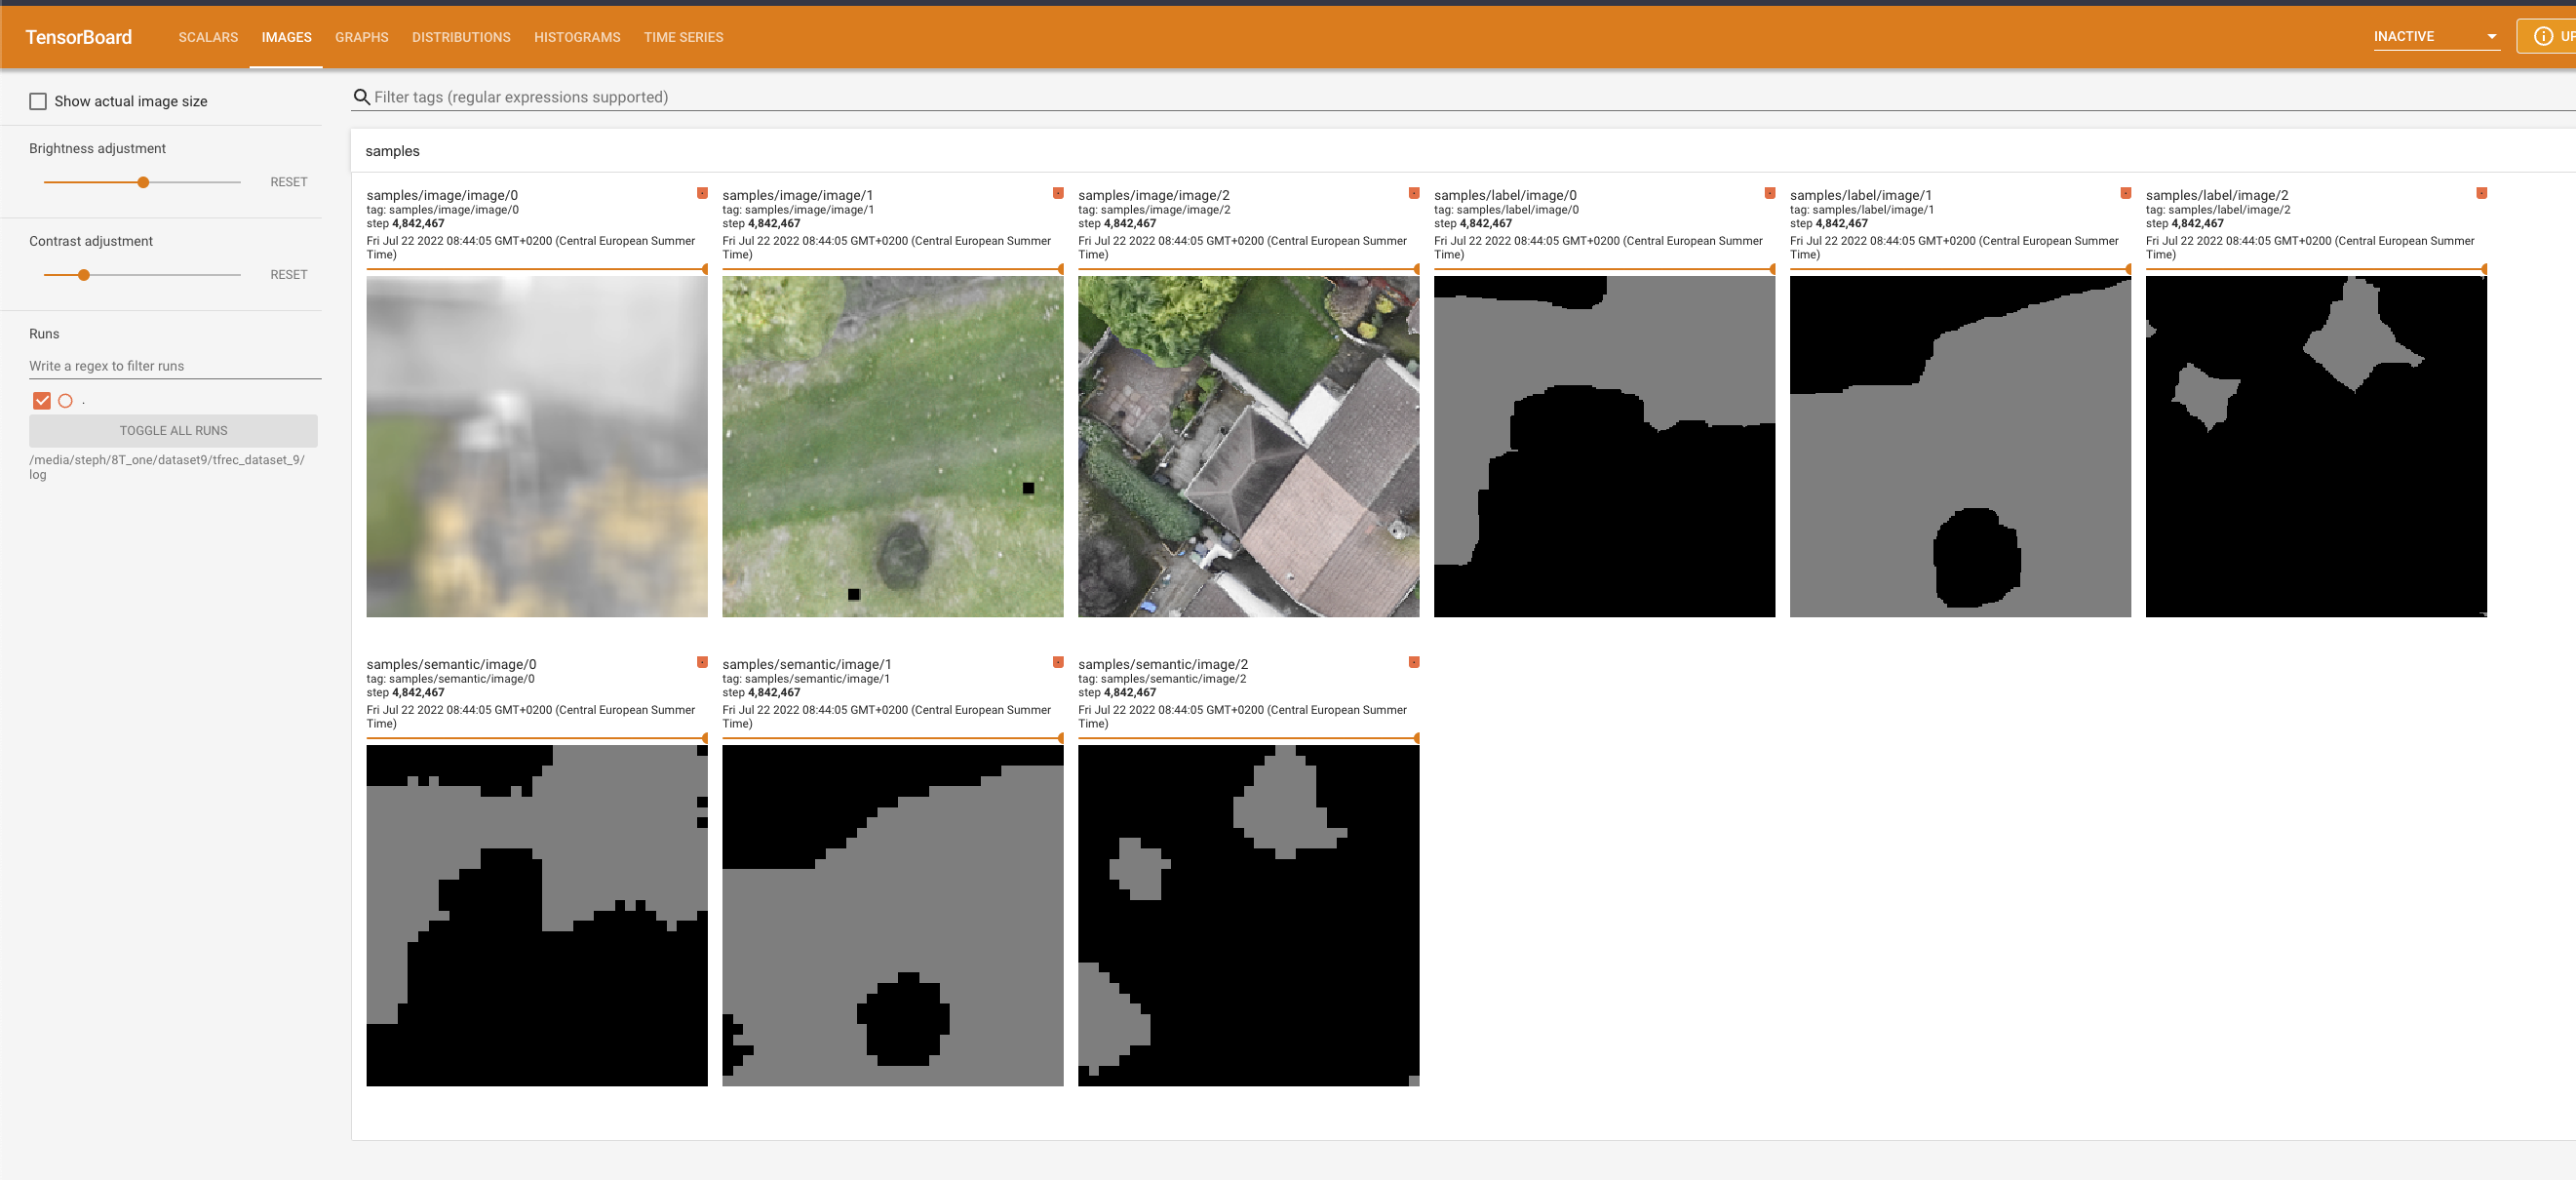 TensorBoard
SCALARS IMAGES GRAPHS DISTRIBUTIONS HISTOGRAMS TIME SERIES
INACTIVE
UP
Show actual image size
Brightness adjustment
RESET
Contrast adjustment
RESET
Runs
Write a regex to filter runs
.
TOGGLE ALL RUNS
/media/steph/8T_one/dataset9/tfrec_dataset_9/
log
Filter tags (regular expressions supported)
samples
samples/image/image/0
tag: samples/image/image/0
step 4,842,467
Fri Jul 22 2022 08:44:05 GMT+0200 (Central European Summer
Time)
samples/image/image/1
tag: samples/image/image/1
step 4,842,467
Fri Jul 22 2022 08:44:05 GMT+0200 (Central European Summer
Time)
samples/image/image/2
tag: samples/image/image/2
step 4,842,467
Fri Jul 22 2022 08:44:05 GMT+0200 (Central European Summer
Time)
samples/label/image/0
tag: samples/label/image/0
step 4,842,467
Fri Jul 22 2022 08:44:05 GMT+0200 (Central European Summer
Time)
samples/label/image/1
tag: samples/label/image/1
step 4,842,467
Fri Jul 22 2022 08:44:05 GMT+0200 (Central European Summer
Time)
samples/label/image/2
tag: samples/label/image/2
step 4,842,467
Fri Jul 22 2022 08:44:05 GMT+0200 (Central European Summer
Time)
samples/semantic/image/0
tag: samples/semantic/image/0
step 4,842,467
Fri Jul 22 2022 08:44:05 GMT+0200 (Central European Summer
Time)
samples/semantic/image/1
tag: samples/semantic/image/1
step 4,842,467
Fri Jul 22 2022 08:44:05 GMT+0200 (Central European Summer
Time)
samples/semantic/image/2
tag: samples/semantic/image/2
step 4,842,467
Fri Jul 22 2022 08:44:05 GMT+0200 (Central European Summer
Time)